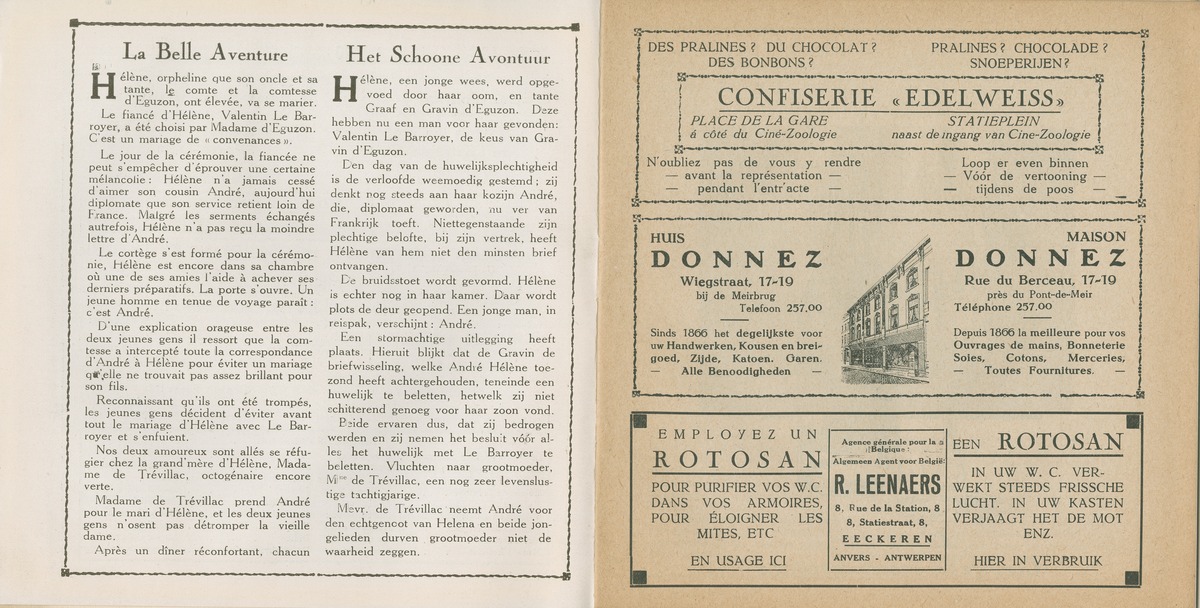 La Belle Aventure
Hélène, orpheline que son oncle et sa
tante, le comte et la comtesse
d'Eguzon, ont élevée, va se marier.
Le fiancé d'Hélène, Valentin Le Bar-
royer, a été choisi par Madame d'Eguzon.
C'est un mariage de « convenances ».
Le jour de la cérémonie, la fiancée ne
peut s'empêcher d'éprouver une certaine
mélancolie : Hélène n'a jamais cessé
d'aimer son cousin André, aujourd'hui
diplomate que son service retient loin de
France. Malgré les serments échangés
autrefois, Hélène n'a pas reçu la moindre
lettre d'André.
Le cortège s'est formé pour la cérémo-
nie, Hélène est encore dans sa chambre
où une de ses amies l'aide à achever ses
derniers préparatifs. La porte s'ouvre. Un
jeune homme en tenue de voyage paraît :
c'est André.
D'une explication orageuse entre les
deux jeunes gens il ressort que la com-
tesse a intercepté toute la correspondance
d'André à Hélène pour éviter un mariage
qu'elle ne trouvait pas assez brillant pour
son fils.
Reconnaissant qu'ils ont été trompés,
les jeunes gens décident d'éviter avant
tout le mariage d'Hélène avec Le Bar-
royer et s'enfuient.
Nos deux amoureux sont allés se réfu-
gier chez la grand'mère d'Hélène, Mada-
me de Trévillac, octogénaire encore
verte.
Madame de Trévillac prend André
pour le mari d'Hélène, et les deux jeunes
gens n'osent pas détromper la vieille
dame.
Après un dîner réconfortant, chacun
Het Schoone Avontuur
Hélène, een jonge wees, werd opge-
voed door haar oom, en tante
Graaf en Gravin d'Eguzon. Deze
hebben nu een man voor haar gevonden:
Valentin Le Barroyer, de keus van Gra-
vin d'Eguzon.
Den dag van de huwelijksplechtigheid
is de verloofde weemoedig gestemd ; zij
denkt nog steeds aan haar kozijn André,
die, diplomaat geworden, nu ver van
Frankrijk toeft. Niettegenstaande zijn
plechtige belofte, bij zijn vertrek, heeft
Hélène van hem niet den minsten brief
ontvangen.
De bruidsstoet wordt gevormd. Hélène
is echter nog in haar kamer. Daar wordt
plots de deur geopend. Een jonge man, in
reispak, verschijnt : André.
Een stormachtige uitlegging heeft
plaats. Hieruit blijkt dat de Gravin de
briefwisseling, welke André Hélène toe-
zond heeft achtergehouden, teneinde een
huwelijk te beletten, hetwelk zij niet
schitterend genoeg voor haar zoon vond.
Beide ervaren dus, dat zij bedrogen
werden en zij nemen het besluit vóór al-
les het huwelijk met Le Barroyer te
beletten. Vluchten naar grootmoeder,
Mme de Trévillac, een nog zeer levenslus-
tige tachtigjarige.
Mevr. de Trévillac neemt André voor
den echtgenoot van Helena en beide jon-
gelieden durven grootmoeder niet de
waarheid zeggen.
DES PRALINES ? DU CHOCOLAT ?
DES BONBONS ?
PRALINES ? CHOCOLADE ?
SNOEPERIJEN ?
CONFISERIE « EDELWEISS »
PLACE DE LA GARE
à côté du Ciné-Zoologie
STATIEPLEIN
naast de ingang van Cine-Zoologie
N'oubliez pas de vous y rendre
— avant la représentation —
— pendant l'entr'acte —
Loop er even binnen
— Vóór de vertooning —
— tijdens de poos —
HUIS
DONNEZ
Wiegstraat, 17-19
bij de Meirbrug
Telefoon 257.00
Sinds 1866 het degelijkste voor
uw Handwerken, Kousen en brei-
goed, Zijde, Katoen. Garen.
— Alle Benoodigheden —
MAISON
DONNEZ
Rue du Berceau, 17-19
près du Pont-de-Meir
Téléphone 257.00
Depuis 1866 la meilleure pour vos
Ouvrages de mains, Bonneterie
Soies, Cotons, Merceries,
— Toutes Fournitures. —
EMPLOYEZ UN
ROTOSAN
POUR PURIFIER VOS W.C.
DANS VOS ARMOIRES,
POUR ÉLOIGNER LES
MITES, ETC
EN USAGE ICI
Agence générale pour la
Belgique :
Algemeen Agent voor België:
R. LEENAERS
8, Rue de la Station, 8
8, Statiestraat, 8,
EECKEREN
ANVERS - ANTWERPEN
EEN ROTOSAN
IN UW W. C. VER-
WEKT STEEDS FRISSCHE
LUCHT. IN UW KASTEN
VERJAAGT HET DE MOT
ENZ.
HIER IN VERBRUIK